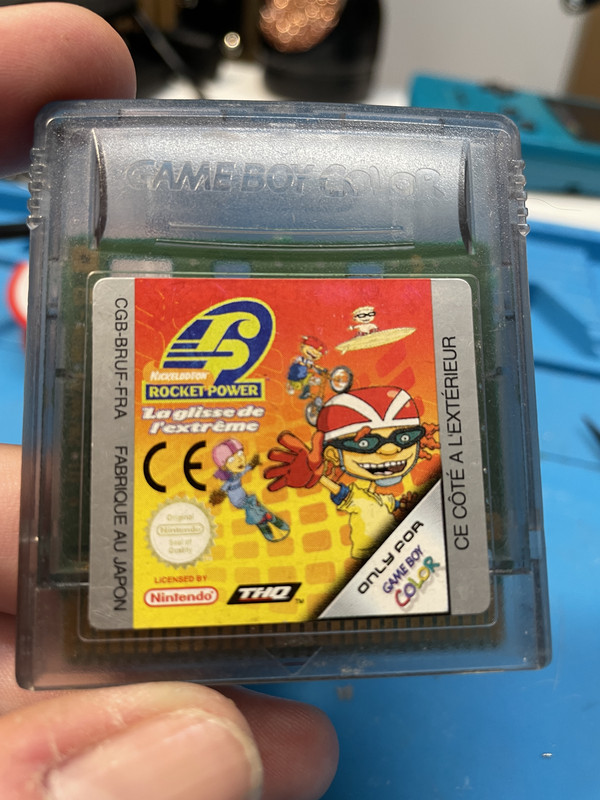 GAME BOY COLOR
CGB-BRUF-FRA FABRIQUE AU JAPON
NICKELODEON
ROCKET POWER
La glisse de
l'extrême
CE
Original
Nintendo
Seal of
Quality
LICENSED BY
Nintendo
THQ™
ONLY FOR
GAME BOY
COLOR
CE CÔTÉ A L'EXTÉRIEUR